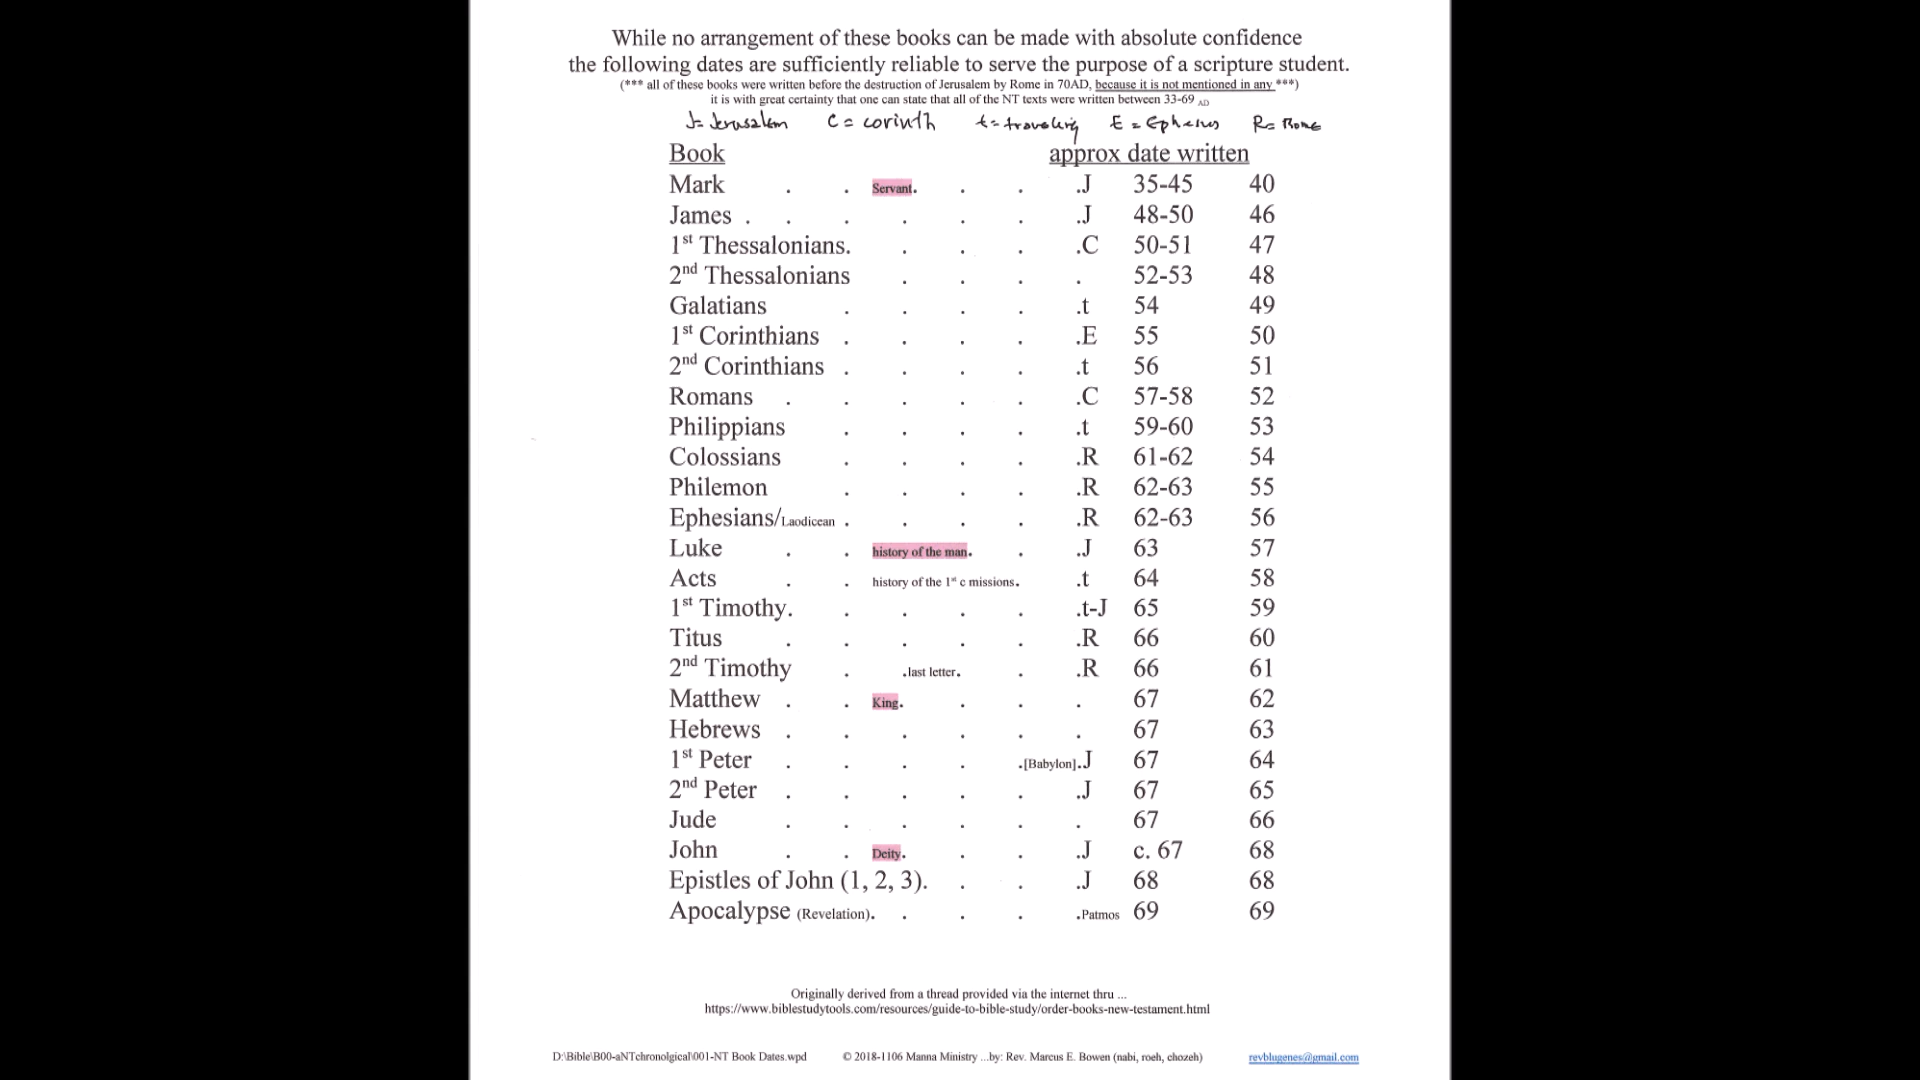 While no arrangement of these books can be made with absolute confidence
the following dates are sufficiently reliable to serve the purpose of a scripture student.
(*** all of these books were written before the destruction of Jerusalem by Rome in 70AD, because it is not mentioned in any ***)
it is with great certainty that one can state that all of the NT texts were written between 33-69 AD
J= Jerusalem C = corinth t= traveling E = Ephesus R= Rome
Book approx date written
Mark . . Servant. . . .J 35-45 40
James . . . . . . .J 48-50 46
1st Thessalonians. . . . .C 50-51 47
2nd Thessalonians . . . . 52-53 48
Galatians . . . . .t 54 49
1st Corinthians . . . . .E 55 50
2nd Corinthians . . . . .t 56 51
Romans . . . . . .C 57-58 52
Philippians . . . . .t 59-60 53
Colossians . . . . .R 61-62 54
Philemon . . . . .R 62-63 55
Ephesians/Laodicean . . . . .R 62-63 56
Luke . . history of the man. . .J 63 57
Acts . . history of the 1st c missions. .t 64 58
1st Timothy. . . . . .t-J 65 59
Titus . . . . . .R 66 60
2nd Timothy . .last letter. . .R 66 61
Matthew . . King. . . . 67 62
Hebrews . . . . . . 67 63
1st Peter . . . . .[Babylon].J 67 64
2nd Peter . . . . . .J 67 65
Jude . . . . . . 67 66
John . . Deity. . . .J c. 67 68
Epistles of John (1, 2, 3). . . .J 68 68
Apocalypse (Revelation). . . . .Patmos 69 69
Originally derived from a thread provided via the internet thru ...
https://www.biblestudytools.com/resources/guide-to-bible-study/order-books-new-testament.html
D:\Bible\B00-aNTchronolgical\001-NT Book Dates.wpd © 2018-1106 Manna Ministry ...by: Rev. Marcus E. Bowen (nabi, roeh, chozeh) revblugenes@gmail.com